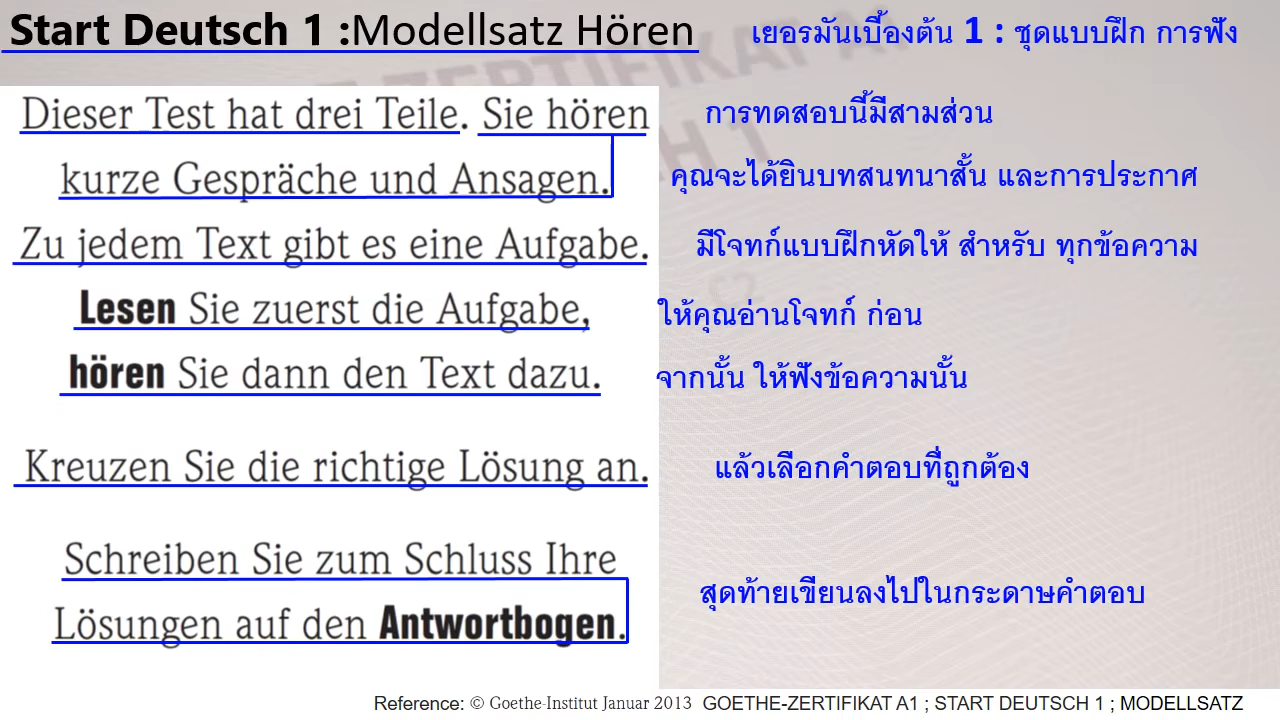 Start Deutsch 1 :Modellsatz Hören
เยอรมันเบื้องต้น 1 : ชุดแบบฝึก การฟัง
Dieser Test hat drei Teile. Sie hören
การทดสอบนี้มีสามส่วน
kurze Gespräche und Ansagen.
คุณจะได้ยินบทสนทนาสั้น และการประกาศ
Zu jedem Text gibt es eine Aufgabe.
มีโจทก์แบบฝึกหัดให้ สำหรับ ทุกข้อความ
Lesen Sie zuerst die Aufgabe,
ให้คุณอ่านโจทก์ ก่อน
hören Sie dann den Text dazu.
จากนั้น ให้ฟังข้อความนั้น
Kreuzen Sie die richtige Lösung an.
แล้วเลือกคำตอบที่ถูกต้อง
Schreiben Sie zum Schluss Ihre
Lösungen auf den Antwortbogen.
สุดท้ายเขียนลงไปในกระดาษคำตอบ
Reference: © Goethe-Institut Januar 2013 GOETHE-ZERTIFIKAT A1 ; START DEUTSCH 1 ; MODELLSATZ